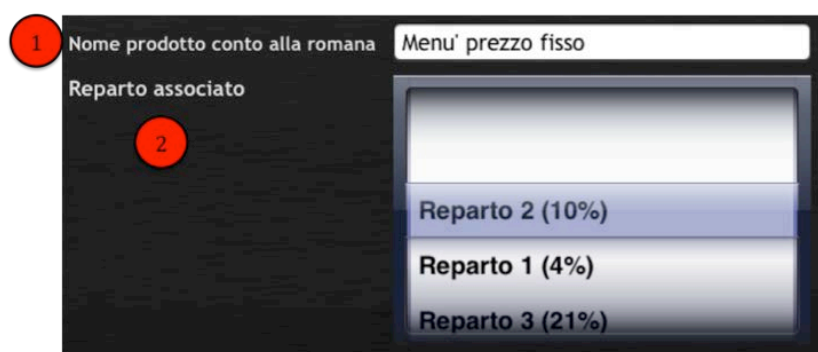 1 Nome prodotto conto alla romana Menu' prezzo fisso
Reparto associato
2
Reparto 2 (10%)
Reparto 1 (4%)
Reparto 3 (21%)